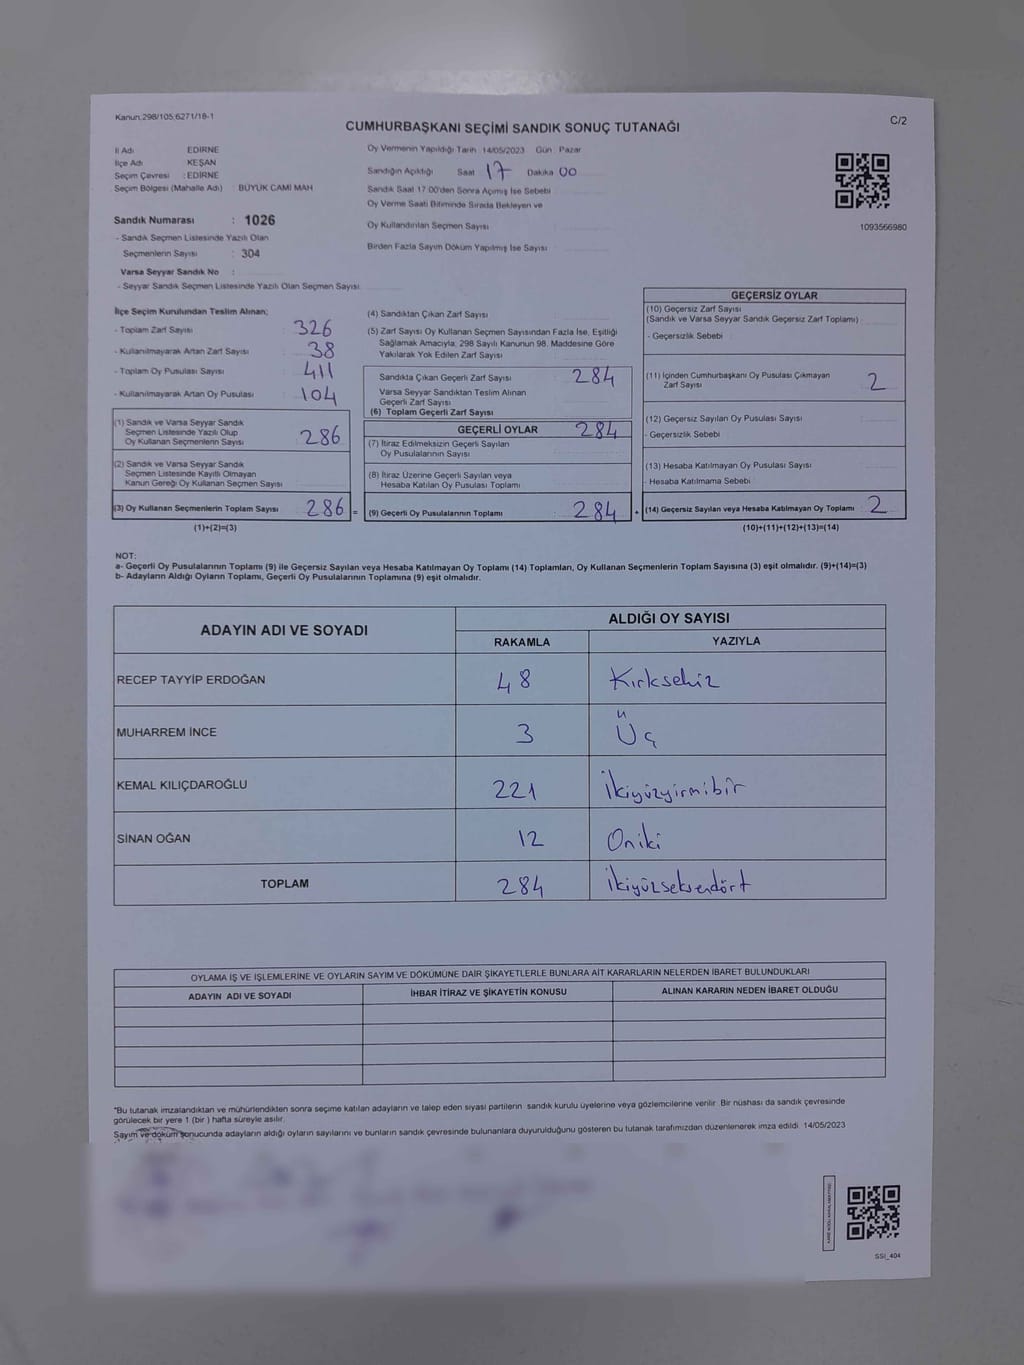 Kanun:298/105;6271/18-1
C/2
CUMHURBAŞKANI SEÇİMİ SANDIK SONUÇ TUTANAĞI
İl Adı EDİRNE
İlçe Adı KEŞAN
Seçim Çevresi : EDİRNE
Seçim Bölgesi (Mahalle Adı) : BÜYÜK CAMİ MAH
Sandık Numarası : 1026
- Sandık Seçmen Listesinde Yazılı Olan
Seçmenlerin Sayısı : 304
Varsa Seyyar Sandık No :
- Seyyar Sandık Seçmen Listesinde Yazılı Olan Seçmen Sayısı:
Oy Vermenin Yapıldığı Tarih 14/05/2023 Gün Pazar
Sandığın Açıldığı Saat 17 Dakika 00
Sandık Saat 17:00'den Sonra Açılmış İse Sebebi
Oy Verme Saati Bitiminde Sırada Bekleyen ve
Oy Kullandırılan Seçmen Sayısı
Birden Fazla Sayım Döküm Yapılmış İse Sayısı
1093566980
İlçe Seçim Kurulundan Teslim Alınan;
- Toplam Zarf Sayısı 326
- Kullanılmayarak Artan Zarf Sayısı 38
- Toplam Oy Pusulası Sayısı 411
- Kullanılmayarak Artan Oy Pusulası 104
(1) Sandık ve Varsa Seyyar Sandık
Seçmen Listesinde Yazılı Olup
Oy Kullanan Seçmenlerin Sayısı 286
(2) Sandık ve Varsa Seyyar Sandık
Seçmen Listesinde Kayıtlı Olmayan
Kanun Gereği Oy Kullanan Seçmen Sayısı
(3) Oy Kullanan Seçmenlerin Toplam Sayısı 286 =
(1)+(2)=(3)
(4) Sandıktan Çıkan Zarf Sayısı
(5) Zarf Sayısı Oy Kullanan Seçmen Sayısından Fazla İse, Eşitliği
Sağlamak Amacıyla, 298 Sayılı Kanunun 98. Maddesine Göre
Yakılarak Yok Edilen Zarf Sayısı
Sandıkta Çıkan Geçerli Zarf Sayısı 284
Varsa Seyyar Sandıktan Teslim Alınan
Geçerli Zarf Sayısı
(6) Toplam Geçerli Zarf Sayısı
GEÇERLİ OYLAR 284
(7) İtiraz Edilmeksizin Geçerli Sayılan
Oy Pusulalarının Sayısı
(8) İtiraz Üzerine Geçerli Sayılan veya
Hesaba Katılan Oy Pusulası Toplamı
(9) Geçerli Oy Pusulalarının Toplamı 284 +
GEÇERSİZ OYLAR
(10) Geçersiz Zarf Sayısı
(Sandık ve Varsa Seyyar Sandık Geçersiz Zarf Toplamı)
- Geçersizlik Sebebi
(11) İçinden Cumhurbaşkanı Oy Pusulası Çıkmayan
Zarf Sayısı 2
(12) Geçersiz Sayılan Oy Pusulası Sayısı
- Geçersizlik Sebebi
(13) Hesaba Katılmayan Oy Pusulası Sayısı
- Hesaba Katılmama Sebebi
(14) Geçersiz Sayılan veya Hesaba Katılmayan Oy Toplamı 2
(10)+(11)+(12)+(13)=(14)
NOT:
a- Geçerli Oy Pusulalarının Toplamı (9) ile Geçersiz Sayılan veya Hesaba Katılmayan Oy Toplamı (14) Toplamları, Oy Kullanan Seçmenlerin Toplam Sayısına (3) eşit olmalıdır. (9)+(14)=(3)
b- Adayların Aldığı Oyların Toplamı, Geçerli Oy Pusulalarının Toplamına (9) eşit olmalıdır.
ADAYIN ADI VE SOYADI
ALDIĞI OY SAYISI
RAKAMLA YAZIYLA
RECEP TAYYİP ERDOĞAN 48 Kırksekiz
MUHARREM İNCE 3 Üç
KEMAL KILIÇDAROĞLU 221 İkiyüzyirmibir
SİNAN OĞAN 12 Oniki
TOPLAM 284 İkiyüzseksendört
OYLAMA İŞ VE İŞLEMLERİNE VE OYLARIN SAYIM VE DÖKÜMÜNE DAİR ŞİKAYETLERLE BUNLARA AİT KARARLARIN NELERDEN İBARET BULUNDUKLARI
ADAYIN ADI VE SOYADI İHBAR İTİRAZ VE ŞİKAYETİN KONUSU ALINAN KARARIN NEDEN İBARET OLDUĞU
*Bu tutanak imzalandıktan ve mühürlendikten sonra seçime katılan adayların ve talep eden siyasi partilerin sandık kurulu üyelerine veya gözlemcilerine verilir. Bir nüshası da sandık çevresinde
görülecek bir yere 1 (bir) hafta süreyle asılır.
Sayım ve döküm sonucunda adayların aldığı oyların sayılarını ve bunların sandık çevresinde bulunanlara duyurulduğunu gösteren bu tutanak tarafımızdan düzenlenerek imza edildi. 14/05/2023
SSI_404